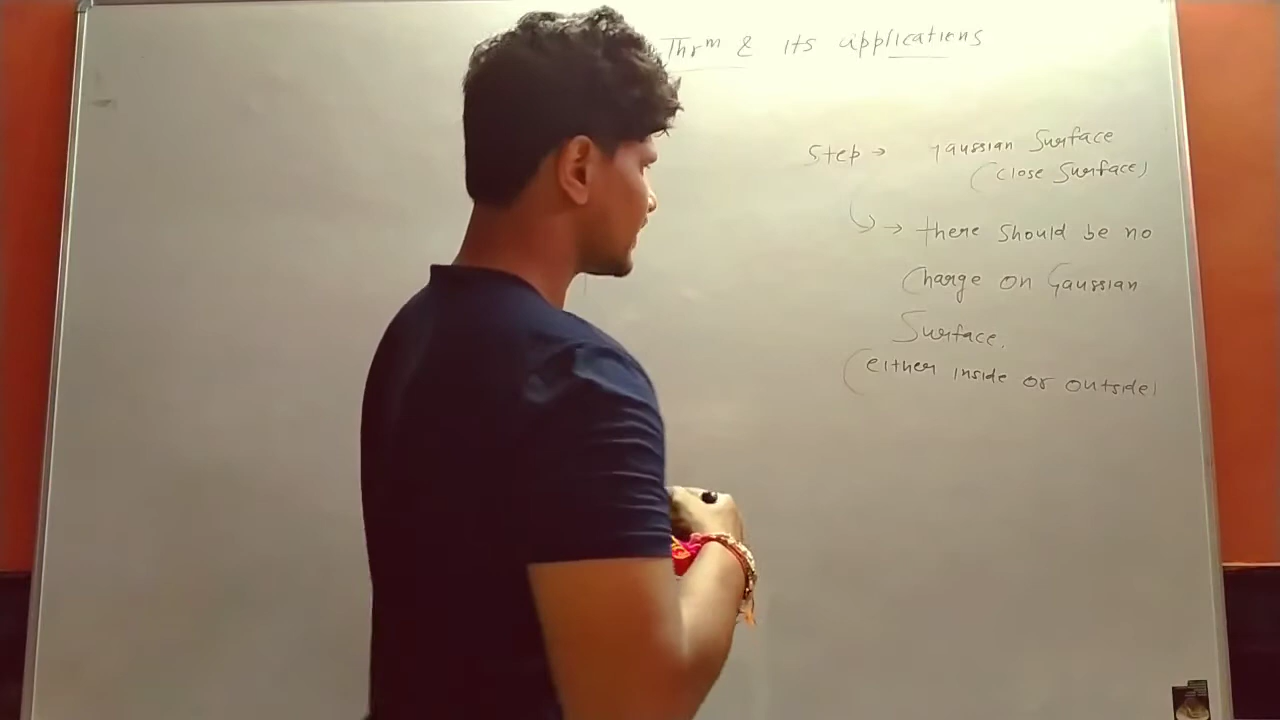 Thrm & its applications
Step → Gaussian Surface
(Close Surface)
→ there should be no
Charge on Gaussian
Surface.
(either inside or outside)